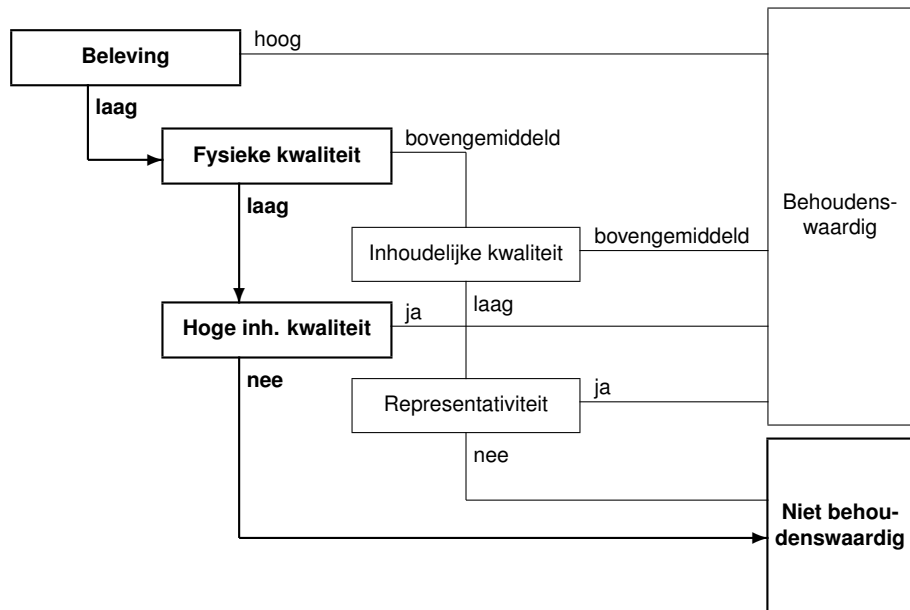 hoog
Beleving
laag
bovengemiddeld
Fysieke kwaliteit
laag
Behoudens-
waardig
bovengemiddeld
Inhoudelijke kwaliteit
laag
ja
Hoge inh. kwaliteit
nee
ja
Representativiteit
nee
Niet behou-
denswaardig